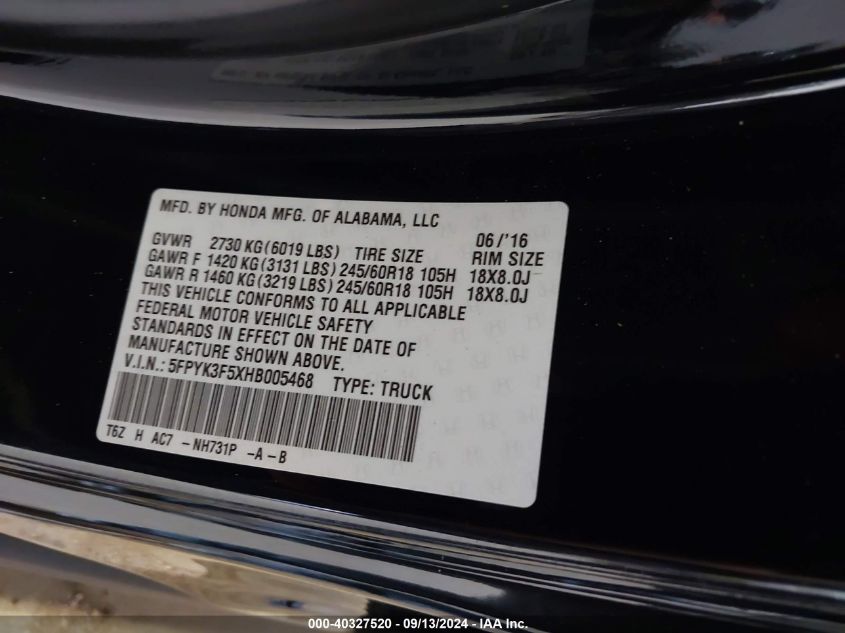 MFD. BY HONDA MFG. OF ALABAMA, LLC
06/'16
GVWR 2730 KG(6019 LBS) TIRE SIZE RIM SIZE
GAWR F 1420 KG(3131 LBS) 245/60R18 105H 18X8.0J
GAWR R 1460 KG(3219 LBS) 245/60R18 105H 18X8.0J
THIS VEHICLE CONFORMS TO ALL APPLICABLE
FEDERAL MOTOR VEHICLE SAFETY
STANDARDS IN EFFECT ON THE DATE OF
MANUFACTURE SHOWN ABOVE.
V.I.N.: 5FPYK3F5XHB005468 TYPE: TRUCK
T6Z H AC7 -NH731P -A-B
000-40327520 - 09/13/2024 - IAAI, Inc.